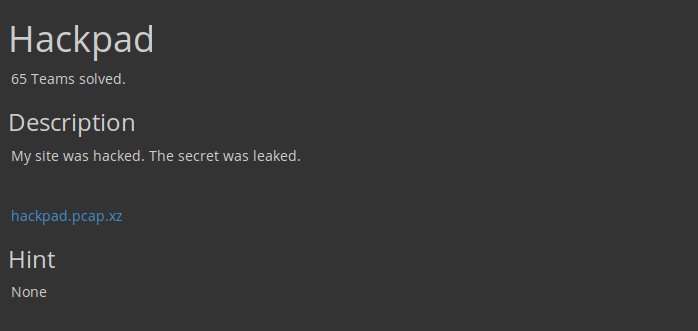 Hackpad
65 Teams solved.
Description
My site was hacked. The secret was leaked.
hackpad.pcap.xz
Hint
None